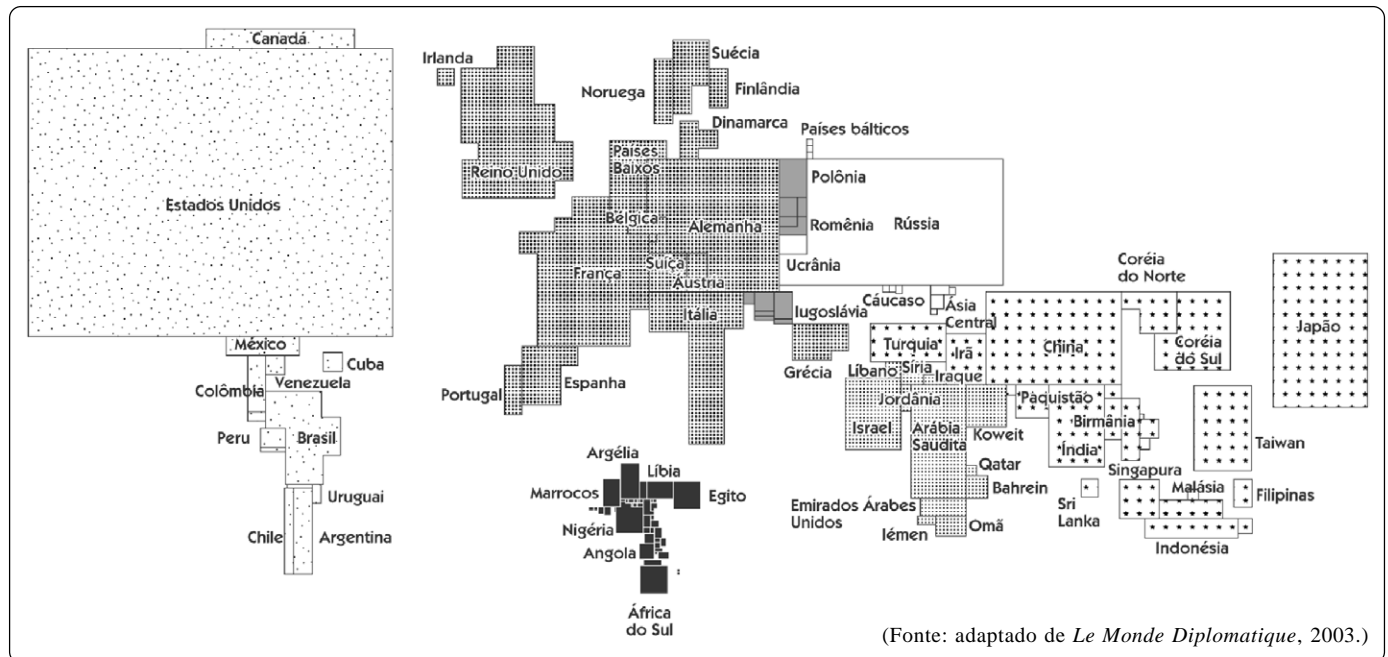 Canadá
Estados Unidos
México
Cuba
Venezuela
Colômbia
Peru
Brasil
Uruguai
Chile
Argentina
Irlanda
Reino Unido
Noruega
Suécia
Finlândia
Dinamarca
Países bálticos
Países
Baixos
Bélgica
Alemanha
Polônia
Romênia
Rússia
Ucrânia
França
Suíça
Áustria
Itália
Iugoslávia
Grécia
Portugal
Espanha
Cáucaso
Ásia
Central
Coréia
do Norte
Turquia
Irã
China
Coréia
do Sul
Japão
Líbano
Síria
Iraque
Jordânia
Israel
Arábia
Saudita
Koweit
Paquistão
Índia
Birmânia
Taiwan
Qatar
Bahrein
Emirados Árabes
Unidos
Iémen
Omã
Sri
Lanka
Singapura
Malásia
Filipinas
Indonésia
Argélia
Líbia
Marrocos
Egito
Nigéria
Angola
África
do Sul
(Fonte: adaptado de Le Monde Diplomatique, 2003.)